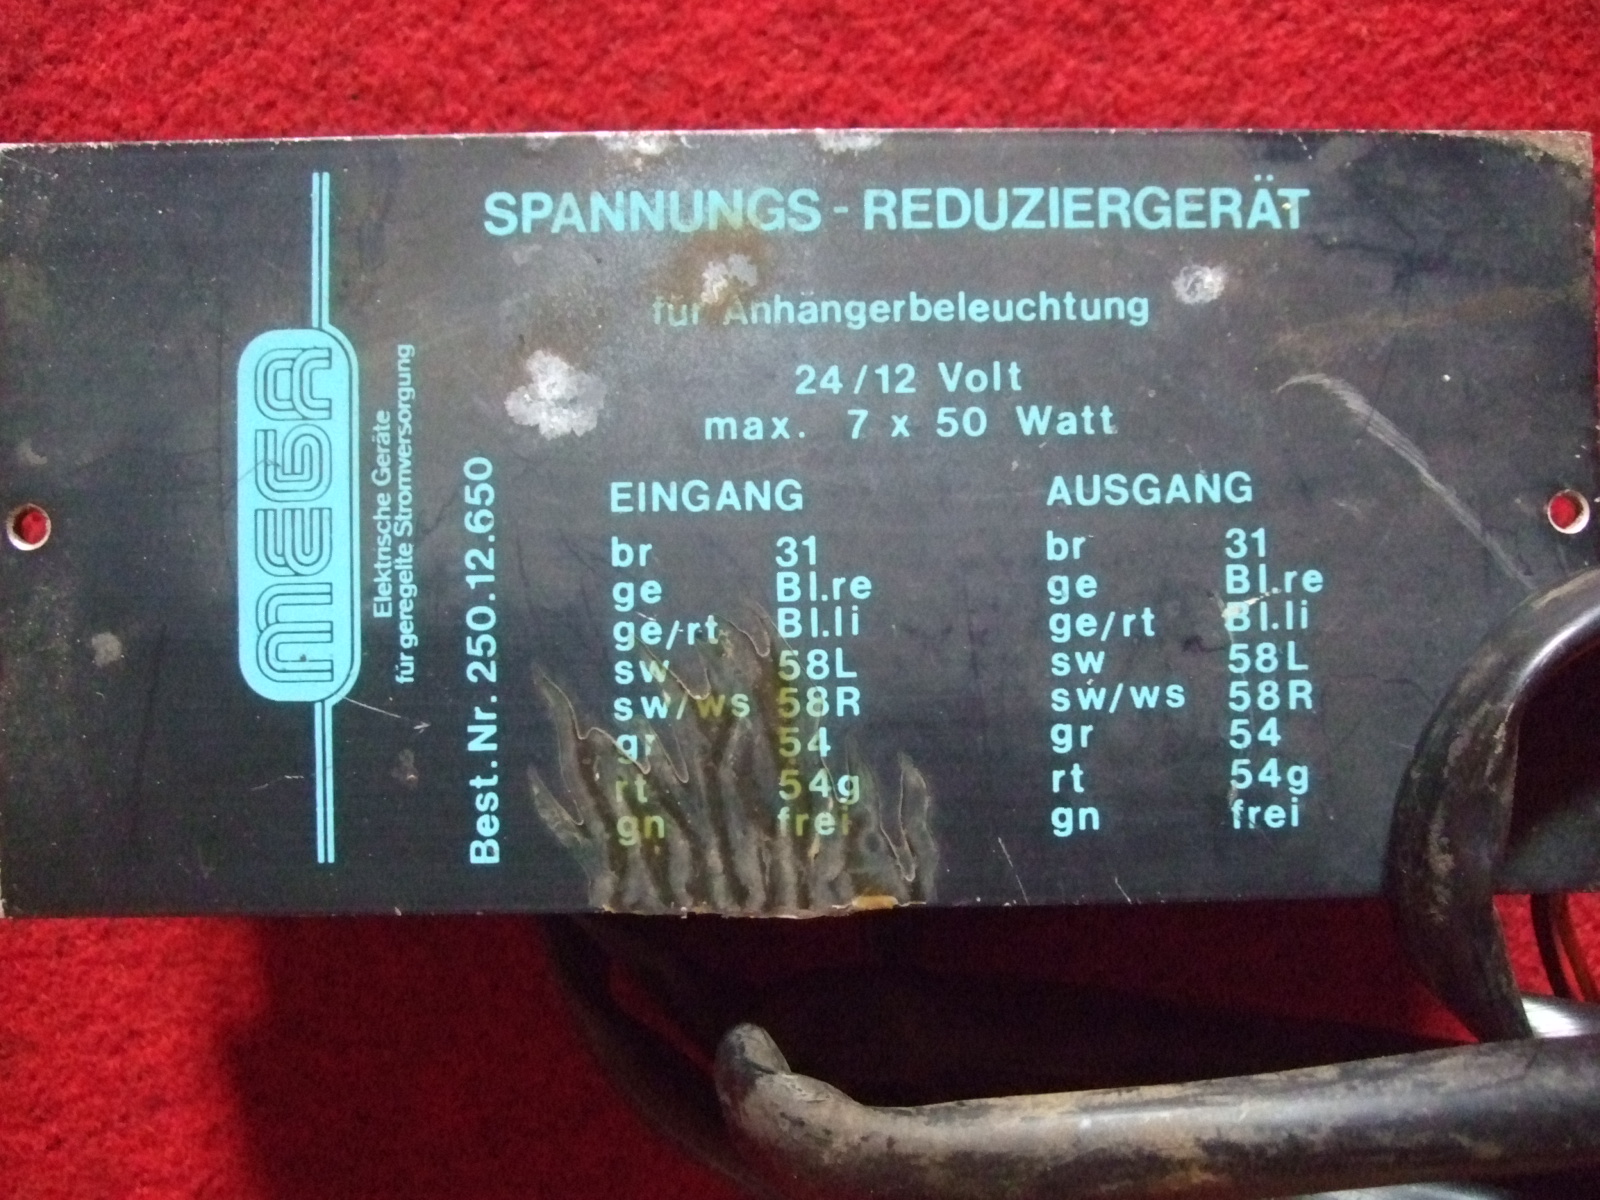 SPANNUNGS - REDUZIERGERÄT
für Anhängerbeleuchtung
24/12 Volt
max. 7 x 50 Watt
MEGA
Elektrische Geräte
für geregelte Stromversorgung
Best.Nr. 250.12.650
EINGANG
br 31
ge Bl.re
ge/rt Bl.li
sw 58L
sw/ws 58R
gr 54
rt 54g
gn frei
AUSGANG
br 31
ge Bl.re
ge/rt Bl.li
sw 58L
sw/ws 58R
gr 54
rt 54g
gn frei